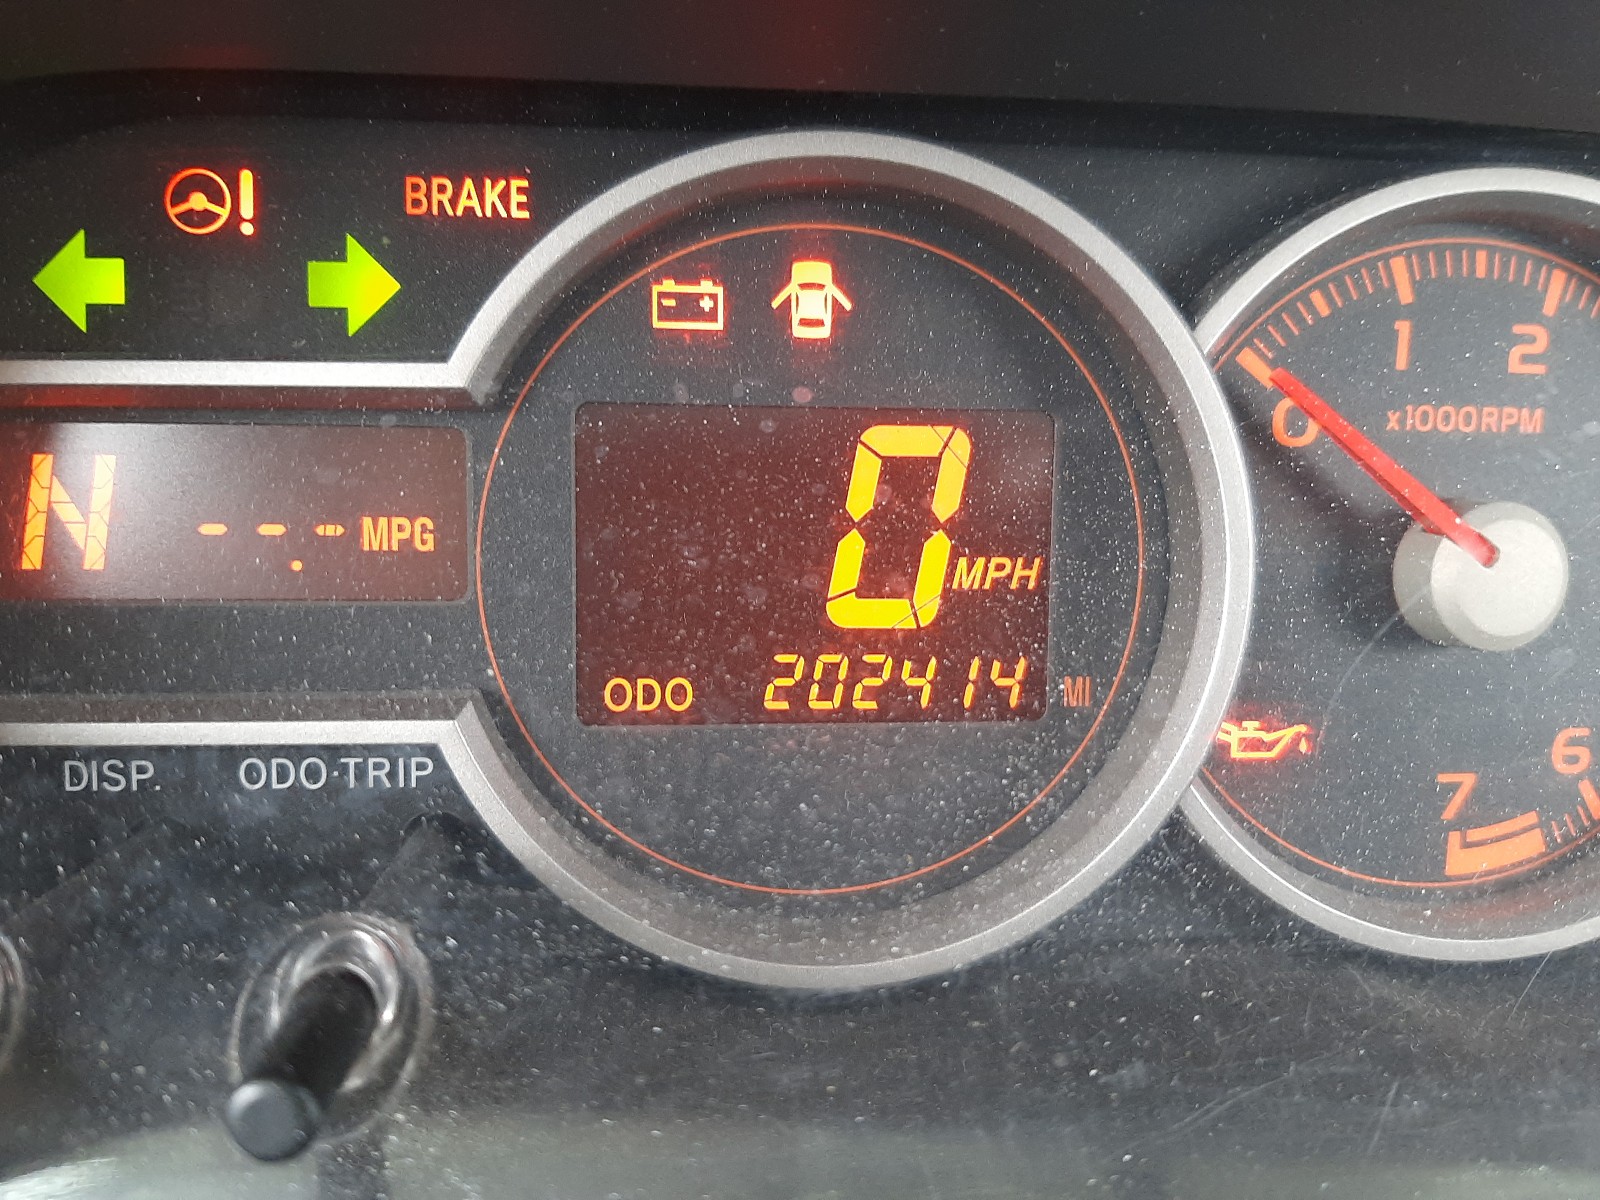 BRAKE
N --.- MPG
0 MPH
ODO 202414 MI
DISP. ODO·TRIP
0 1 2
x1000RPM
7 6